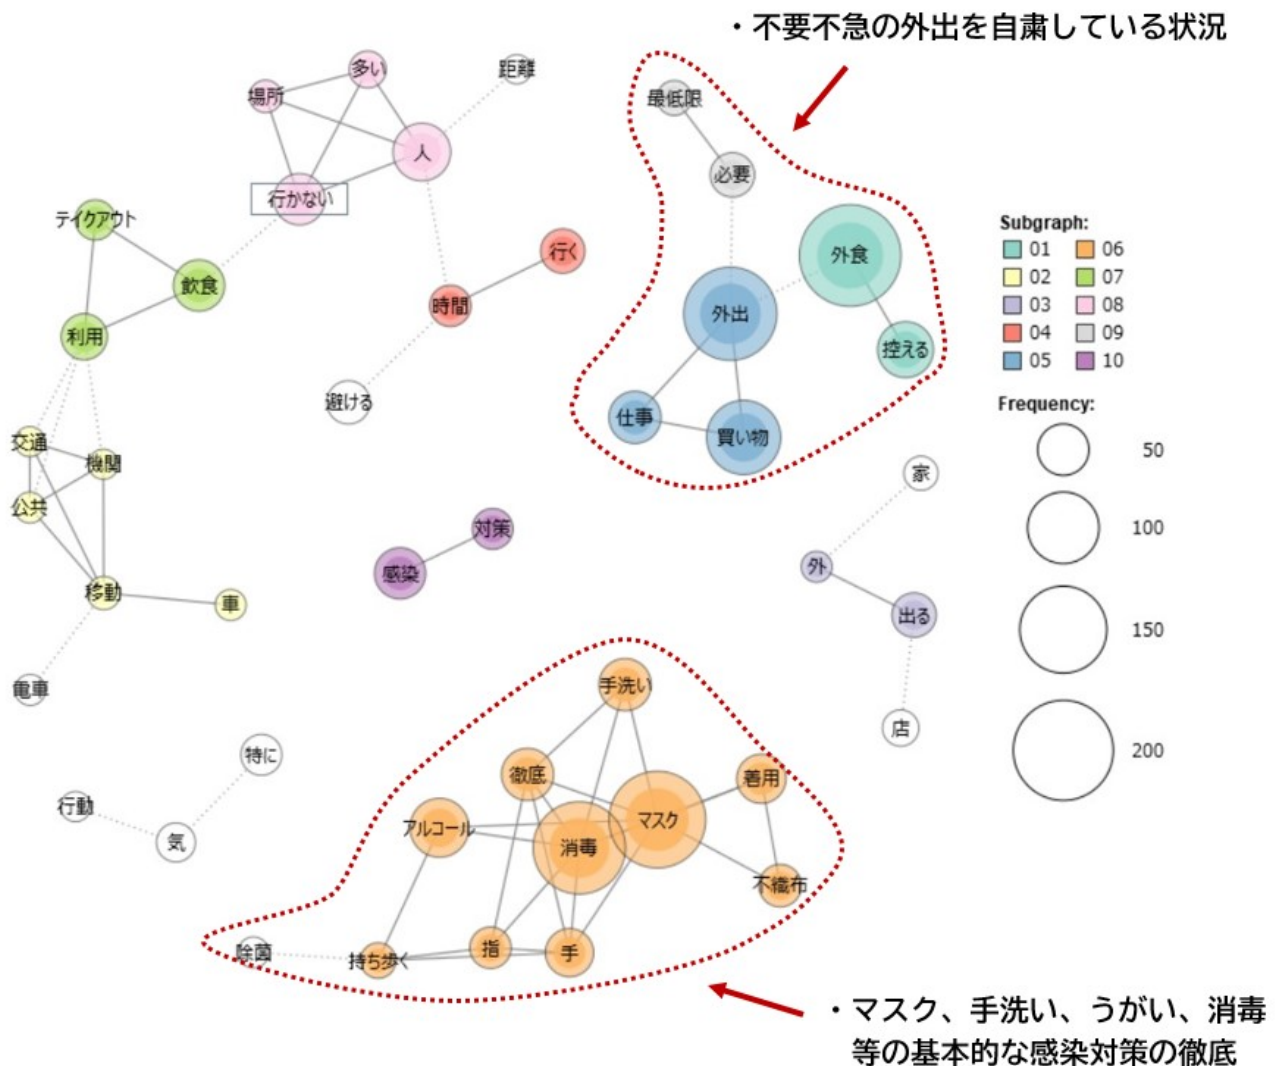 ・不要不急の外出を自粛している状況
多い
距離
場所
最低限
人
必要
行かない
テイクアウト
外食
行く
飲食
時間
外出
利用
控える
避ける
仕事
買い物
交通
機関
公共
家
対策
感染
外
移動
車
出る
電車
手洗い
店
特に
徹底
着用
行動
アルコール
マスク
気
消毒
不織布
除菌
持ち歩く
指
手
Subgraph:
01 06
02 07
03 08
04 09
05 10
Frequency:
50
100
150
200
・マスク、手洗い、うがい、消毒
等の基本的な感染対策の徹底